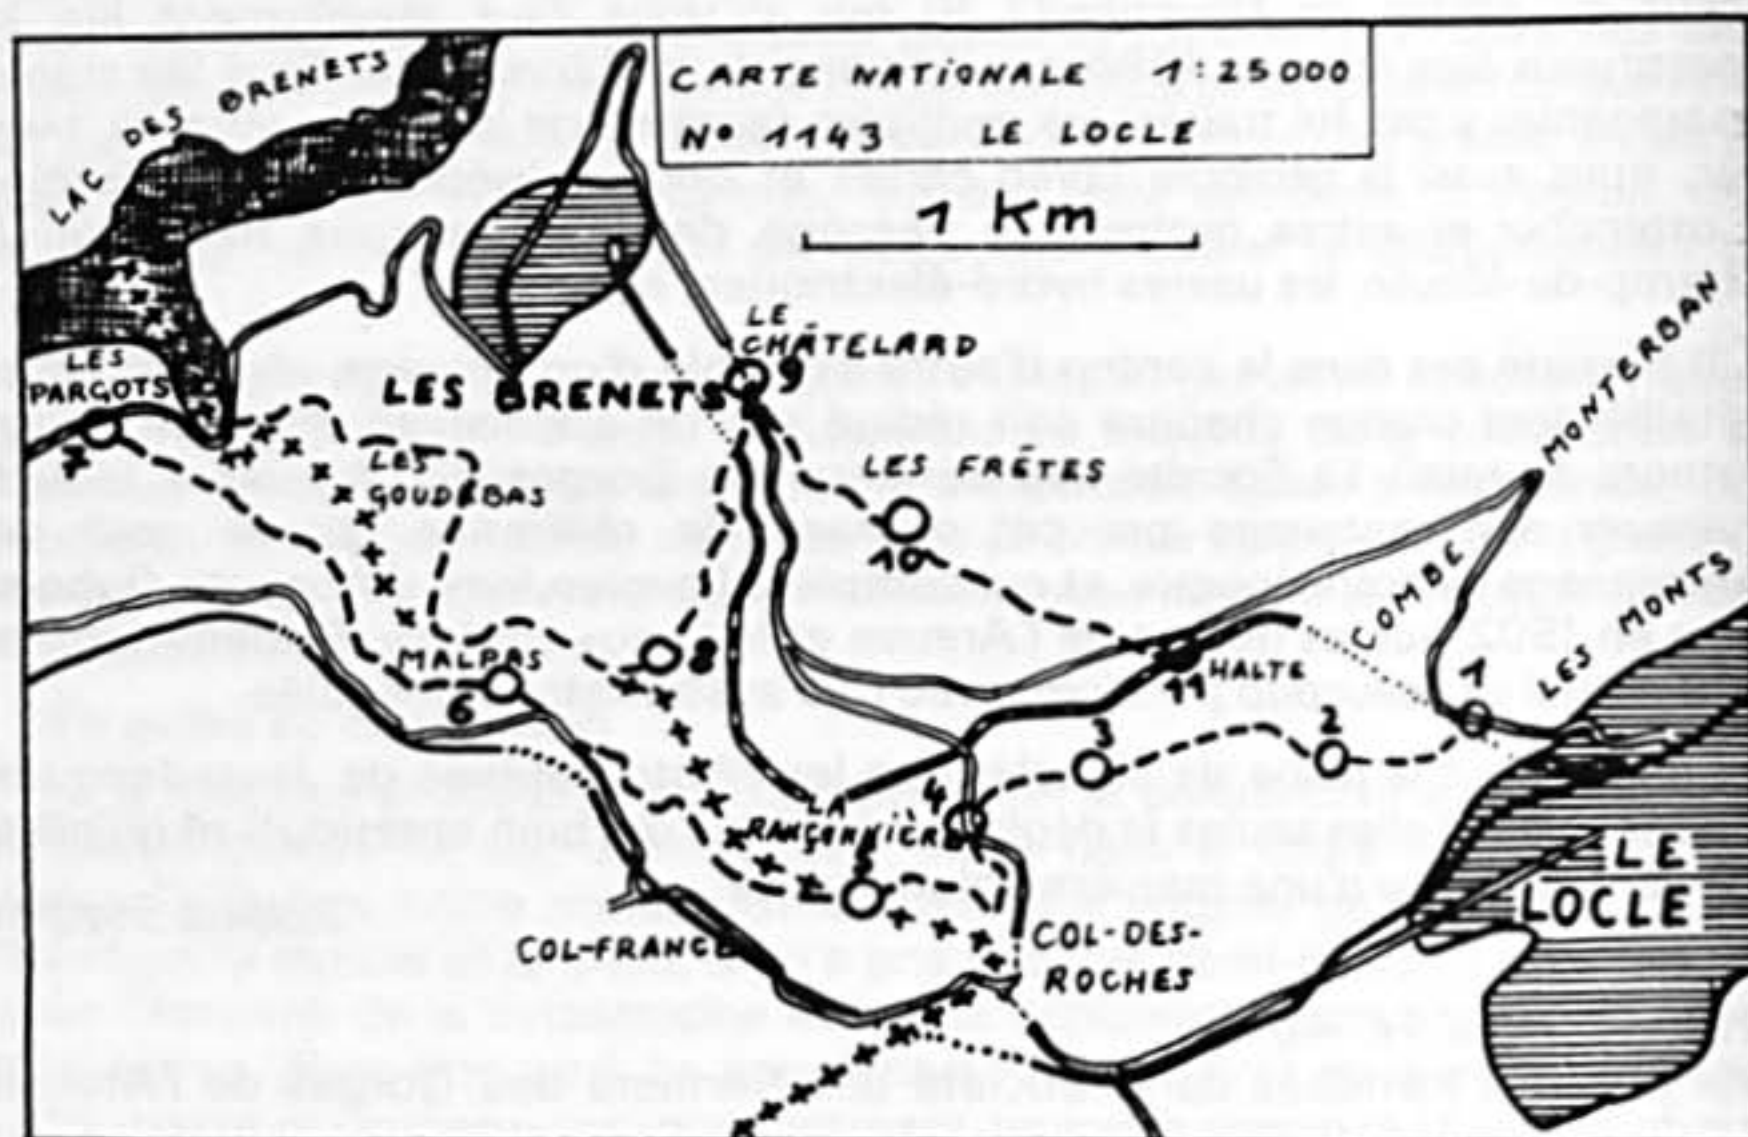 CARTE NATIONALE 1:25000
N° 1143 LE LOCLE
1 Km
LAC DES BRENETS
LES
PARGOTS
7
LES
GOUDEBAS
LES BRENETS
LE
CHÂTELARD
9
LES FRÊTES
10
MONTERBAN
COMBE
LES MONTS
MALPAS
6
8
HALTE
11
1
2
3
4
LA
RANÇONNIÈRE
5
COL-FRANCE
COL-DES-
ROCHES
LE
LOCLE